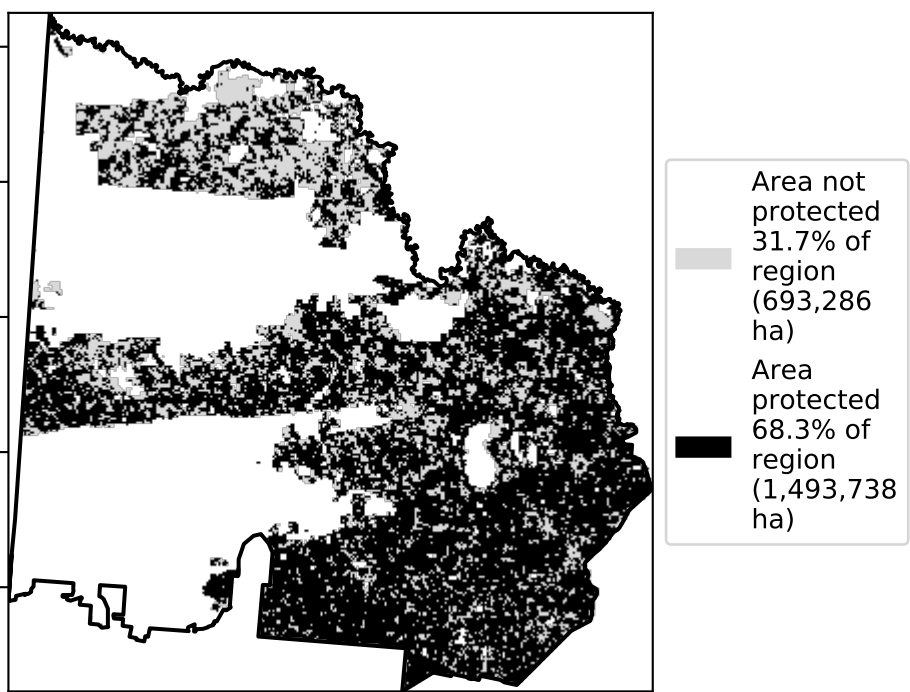 Area not
protected
31.7% of
region
(693,286
ha)
Area
protected
68.3% of
region
(1,493,738
ha)